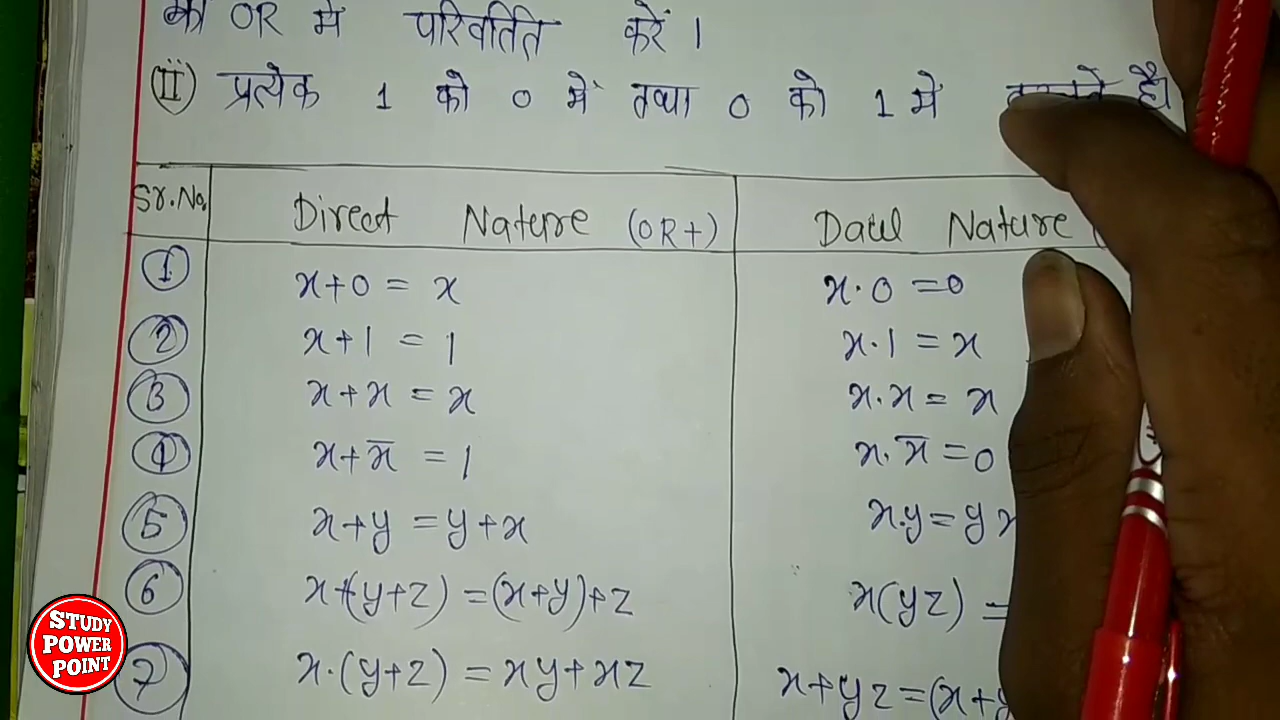 को OR में परिवर्तित करें ।
(II) प्रत्येक 1 को 0 में तथा 0 को 1 में है
Sr.No. Direct Nature (OR+) Daul Nature (
① x+0 = x x·0 =0
② x+1 = 1 x·1 = x
③ x+x = x x·x = x
④ x+x̅ = 1 x·x̅ =0
⑤ x+y =y+x x.y=yx
⑥ x+(y+z) =(x+y)+z x(yz) =
⑦ x·(y+z) = xy+xz x+yz=(x+y
STUDY
POWER
POINT